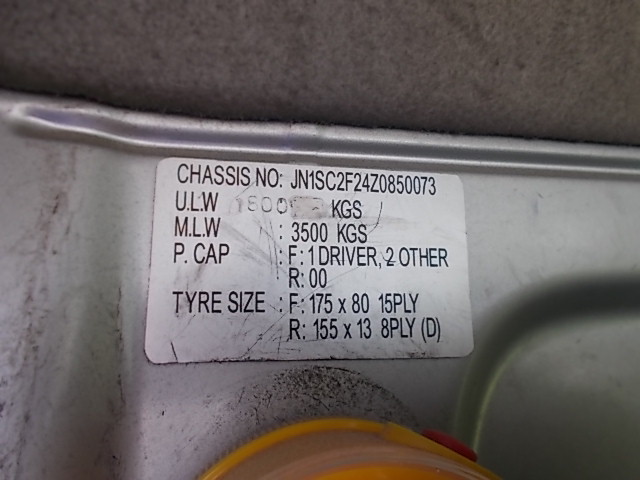 CHASSIS NO: JN1SC2F24Z0850073
U.L.W KGS
M.L.W : 3500 KGS
P. CAP : F: 1 DRIVER, 2 OTHER
R: 00
TYRE SIZE : F: 175 x 80 15PLY
R: 155 x 13 8PLY (D)